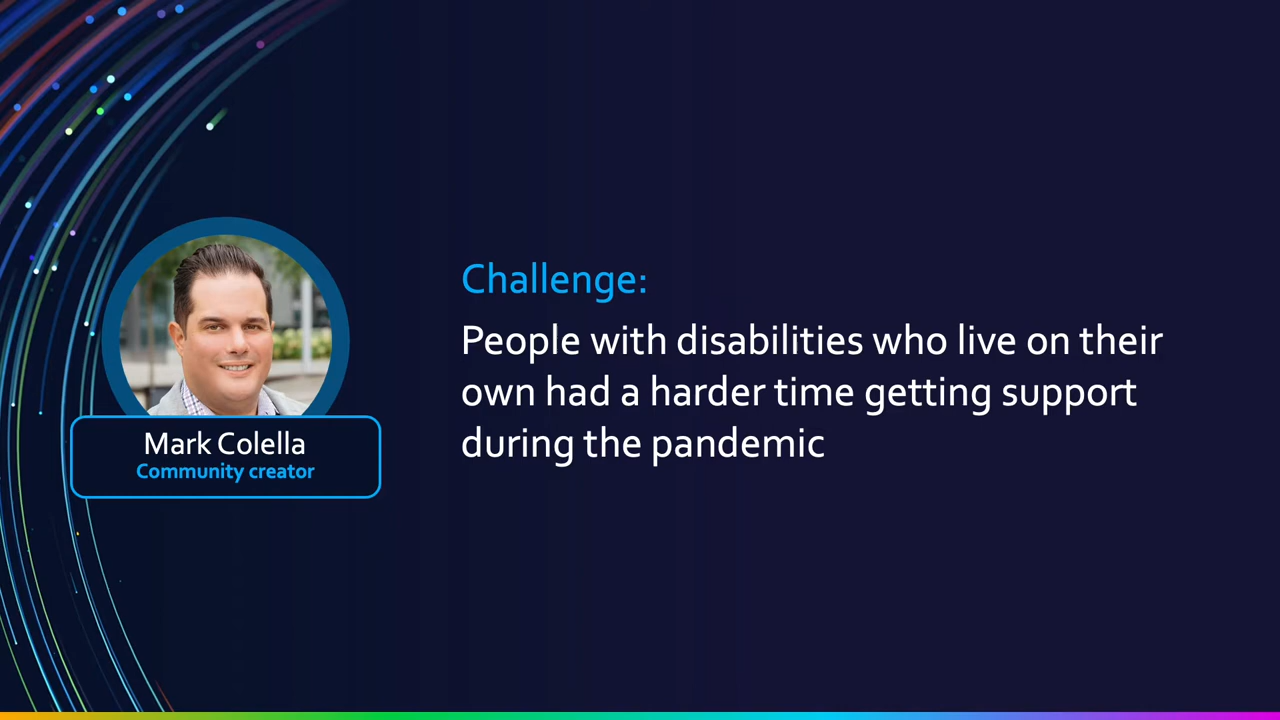 Mark Colella
Community creator
Challenge:
People with disabilities who live on their
own had a harder time getting support
during the pandemic